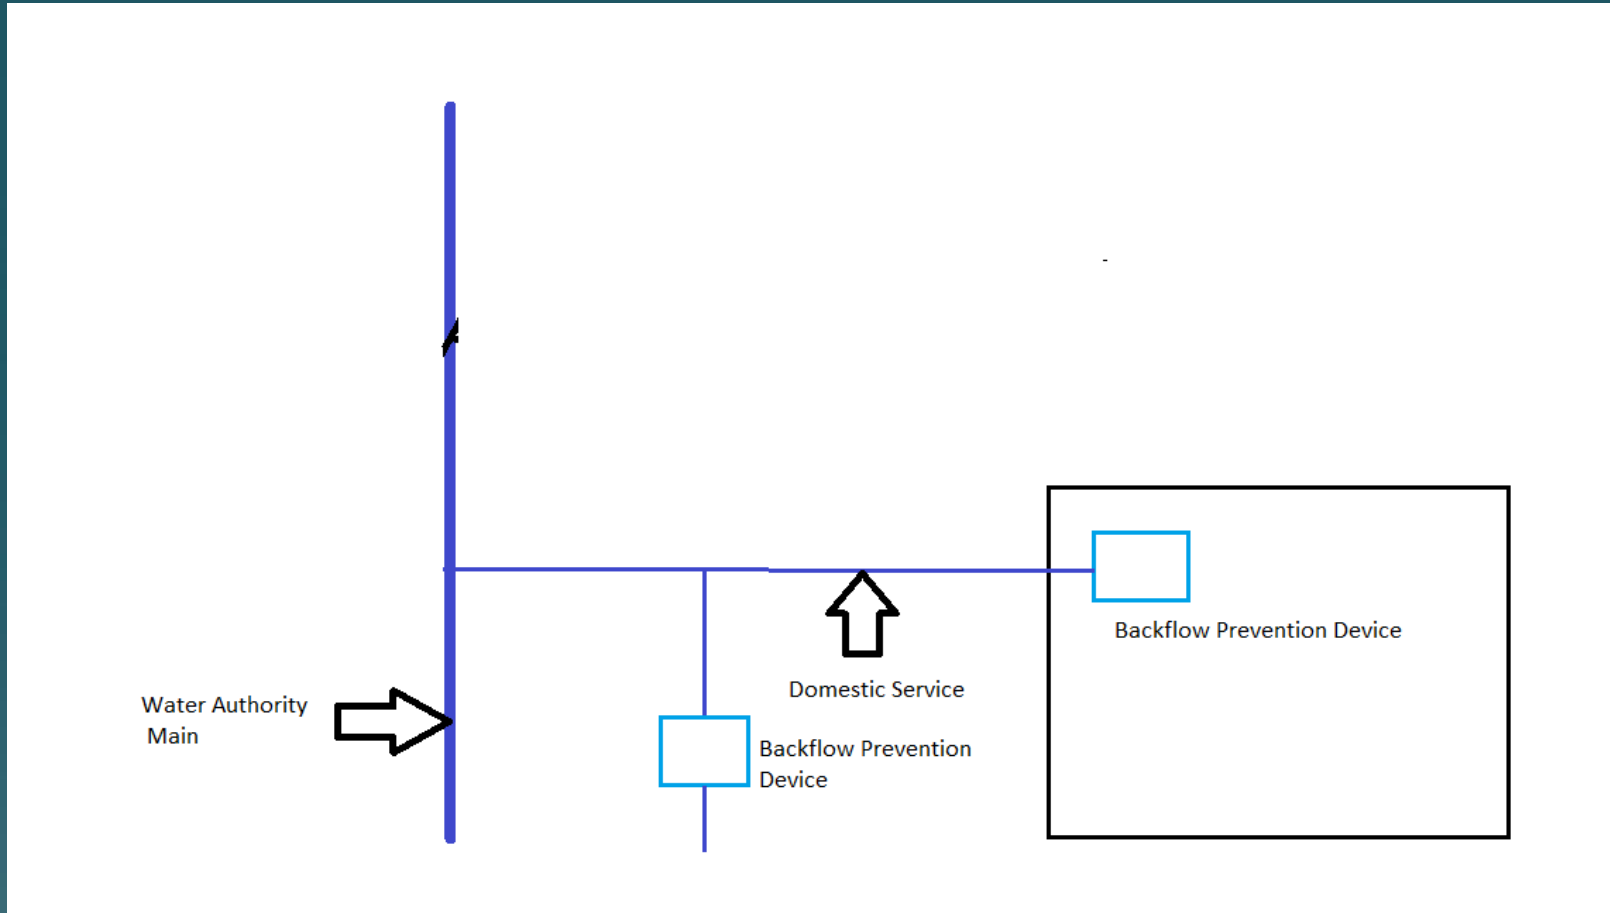 Backflow Prevention Device
Domestic Service
Water Authority
Main
Backflow Prevention
Device